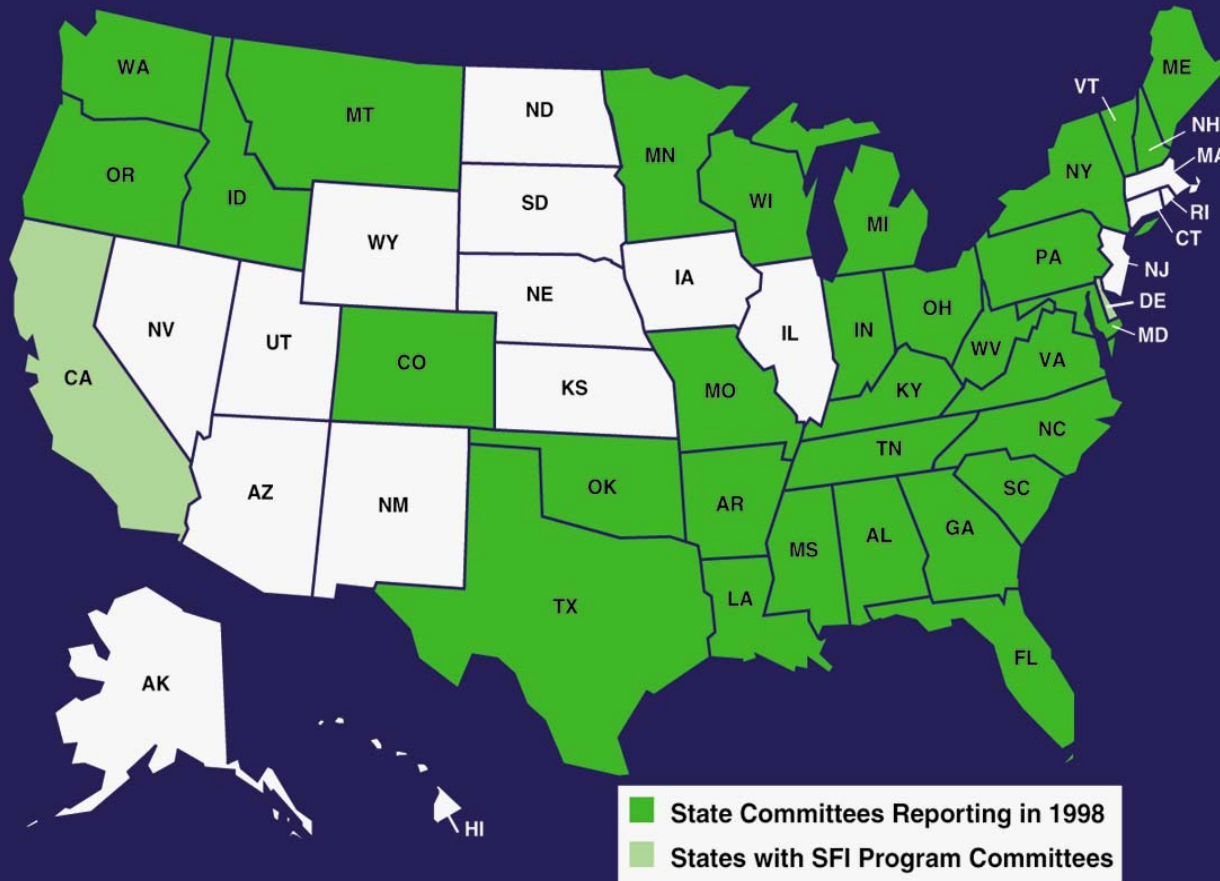 WA
MT
ND
MN
ME
VT
NH
MA
OR
ID
SD
WI
NY
MI
RI
WY
CT
IA
PA
NJ
NE
DE
NV
UT
IL
IN
OH
MD
CO
WV
VA
CA
KS
MO
KY
NC
TN
AZ
NM
OK
AR
SC
MS
AL
GA
TX
LA
FL
AK
HI
State Committees Reporting in 1998
States with SFI Program Committees